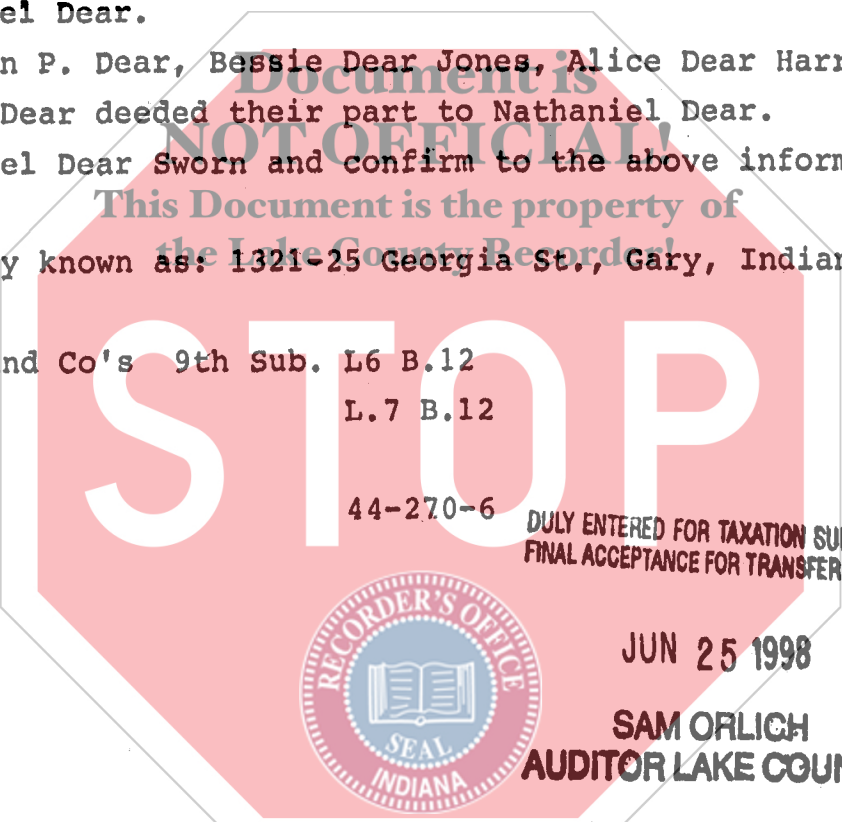 el Dear.
n P. Dear, Bessie Dear Jones, Alice Dear Harr
Document is
Dear deeded their part to Nathaniel Dear.
NOT OFFICIAL!
el Dear Sworn and confirm to the above inform
This Document is the property of
the Lake County Recorder!
y known as: 1321-25 Georgia St., Gary, Indian
STOP
nd Co's 9th Sub. L6 B.12
L.7 B.12
44-270-6
DULY ENTERED FOR TAXATION SU
FINAL ACCEPTANCE FOR TRANSFER
RECORDER'S OFFICE
SEAL
INDIANA
JUN 25 1998
SAM ORLICH
AUDITOR LAKE COUN